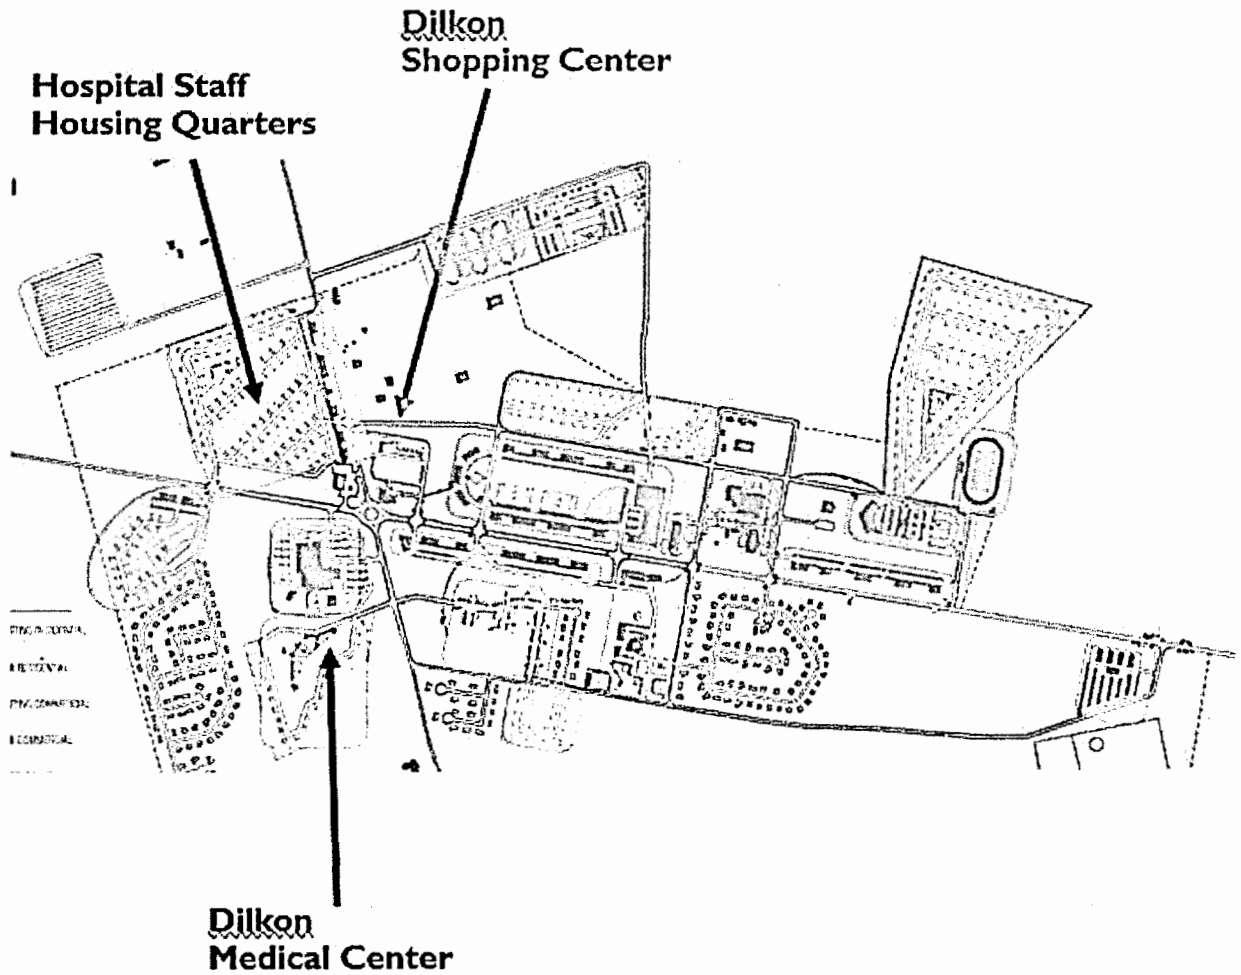 Dilkon
Shopping Center
Hospital Staff
Housing Quarters
Dilkon
Medical Center